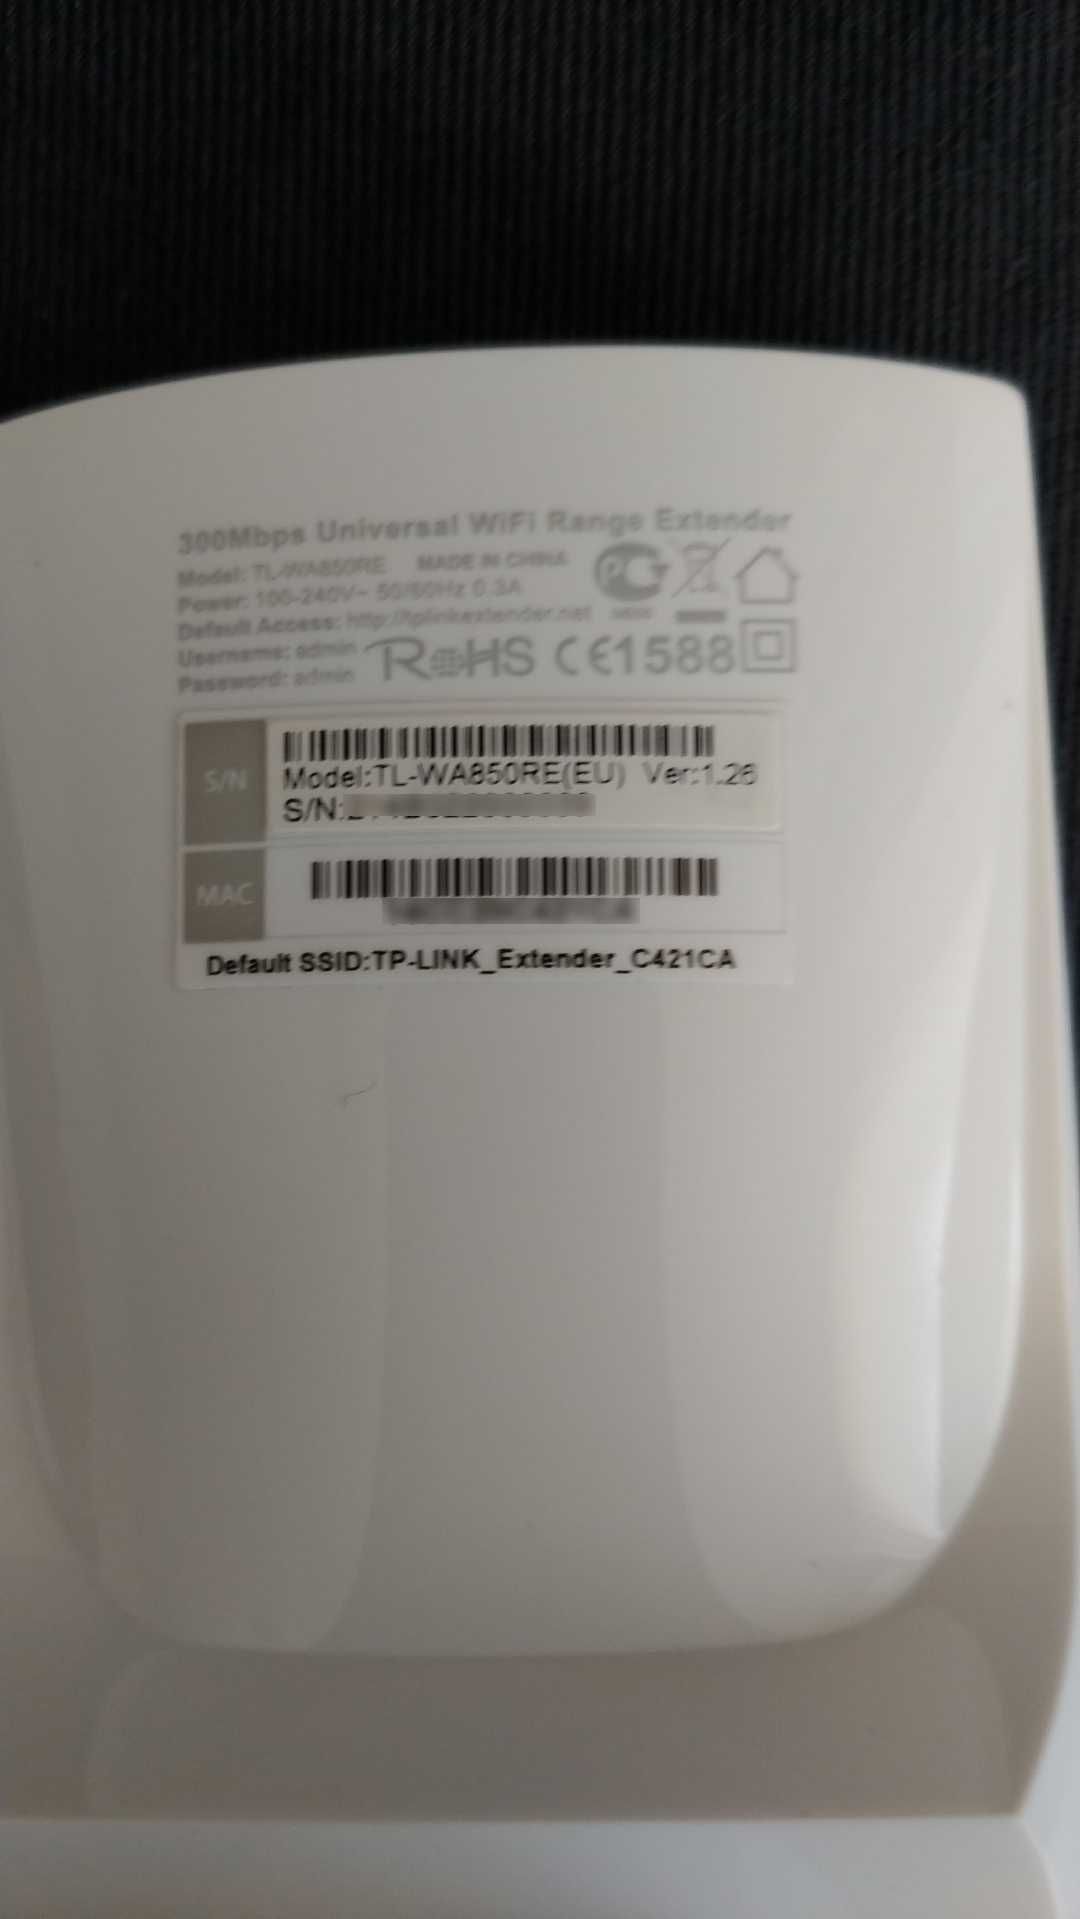 300Mbps Universal WiFi Range Extender
Model: TL-WA850RE MADE IN CHINA
Power: 100-240V~ 50/60Hz 0.3A
Default Access: http://tplinkextender.net
Username: admin
Password: admin
RoHS CE1588
S/N
Model:TL-WA850RE(EU) Ver:1.26
S/N:
MAC
Default SSID:TP-LINK_Extender_C421CA